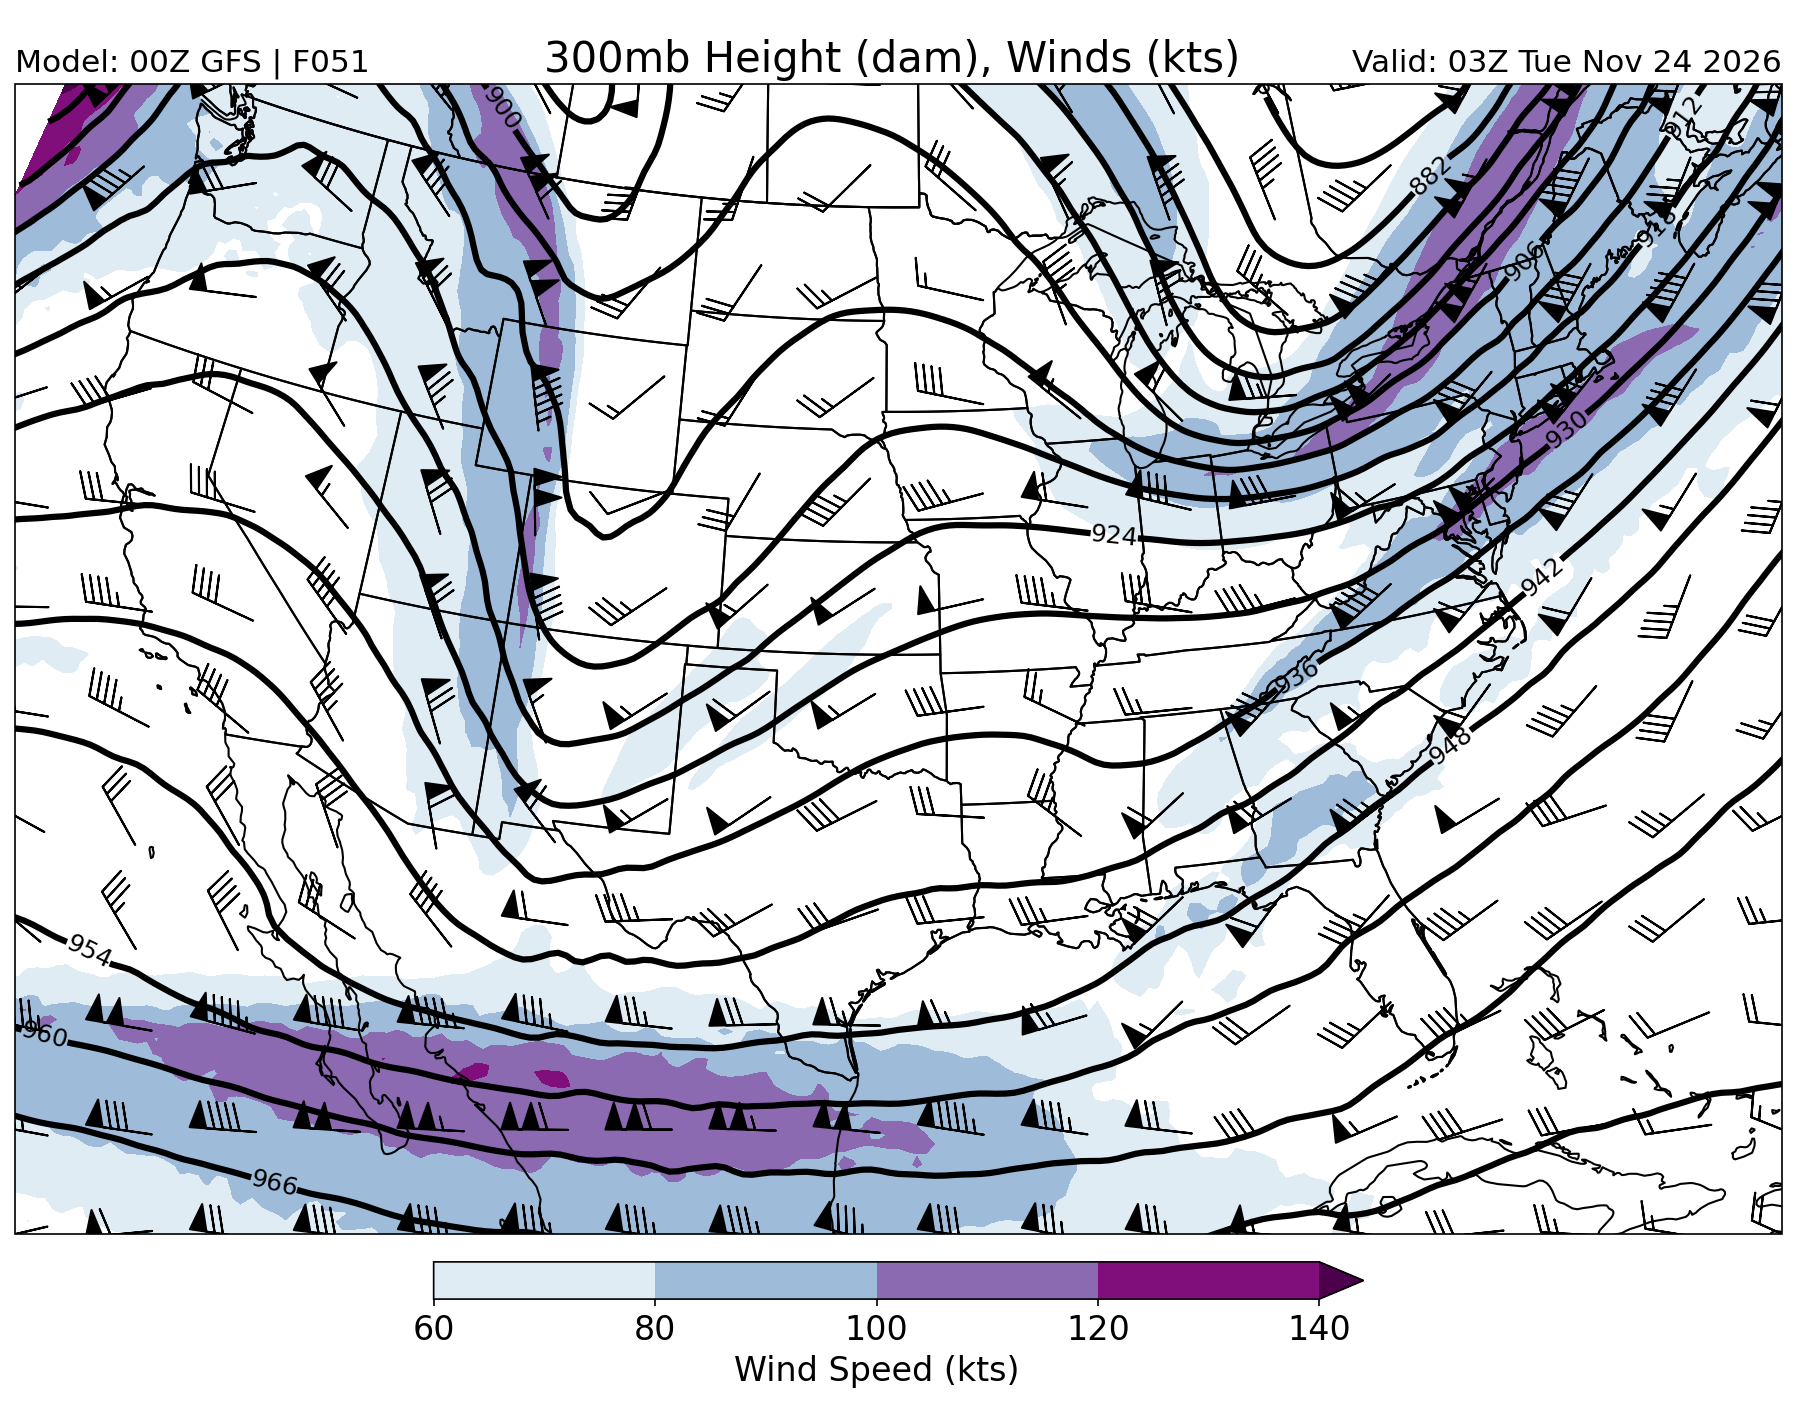 Model: 00Z GFS | F051
300mb Height (dam), Winds (kts)
Valid: 03Z Tue Nov 24 2026
900
912
882
918
906
930
924
942
936
948
954
960
966
60 80 100 120 140
Wind Speed (kts)